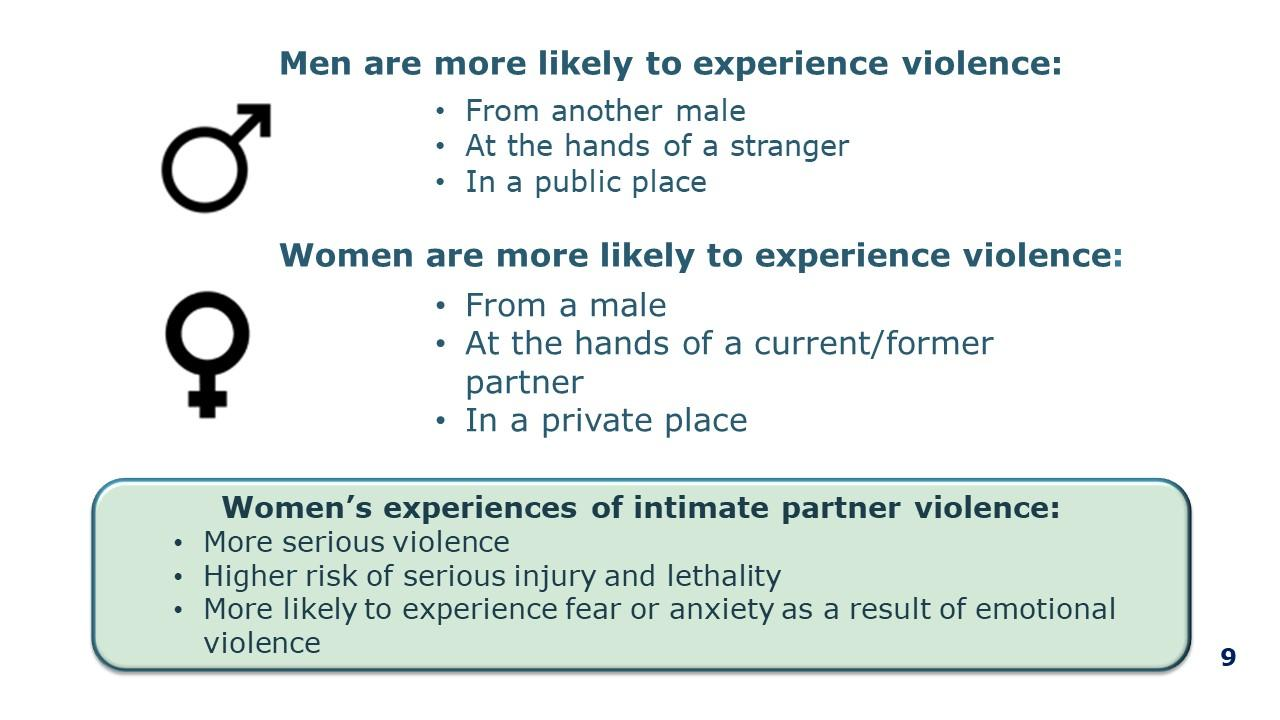 Men are more likely to experience violence:
• From another male
• At the hands of a stranger
• In a public place
Women are more likely to experience violence:
• From a male
• At the hands of a current/former
partner
• In a private place
Women’s experiences of intimate partner violence:
• More serious violence
• Higher risk of serious injury and lethality
• More likely to experience fear or anxiety as a result of emotional
violence
9